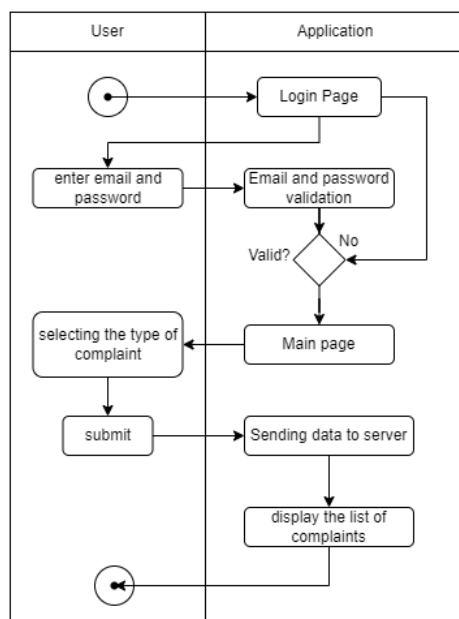 User
Application
Login Page
enter email and
password
Email and password
validation
Valid?
No
selecting the type of
complaint
Main page
submit
Sending data to server
display the list of
complaints